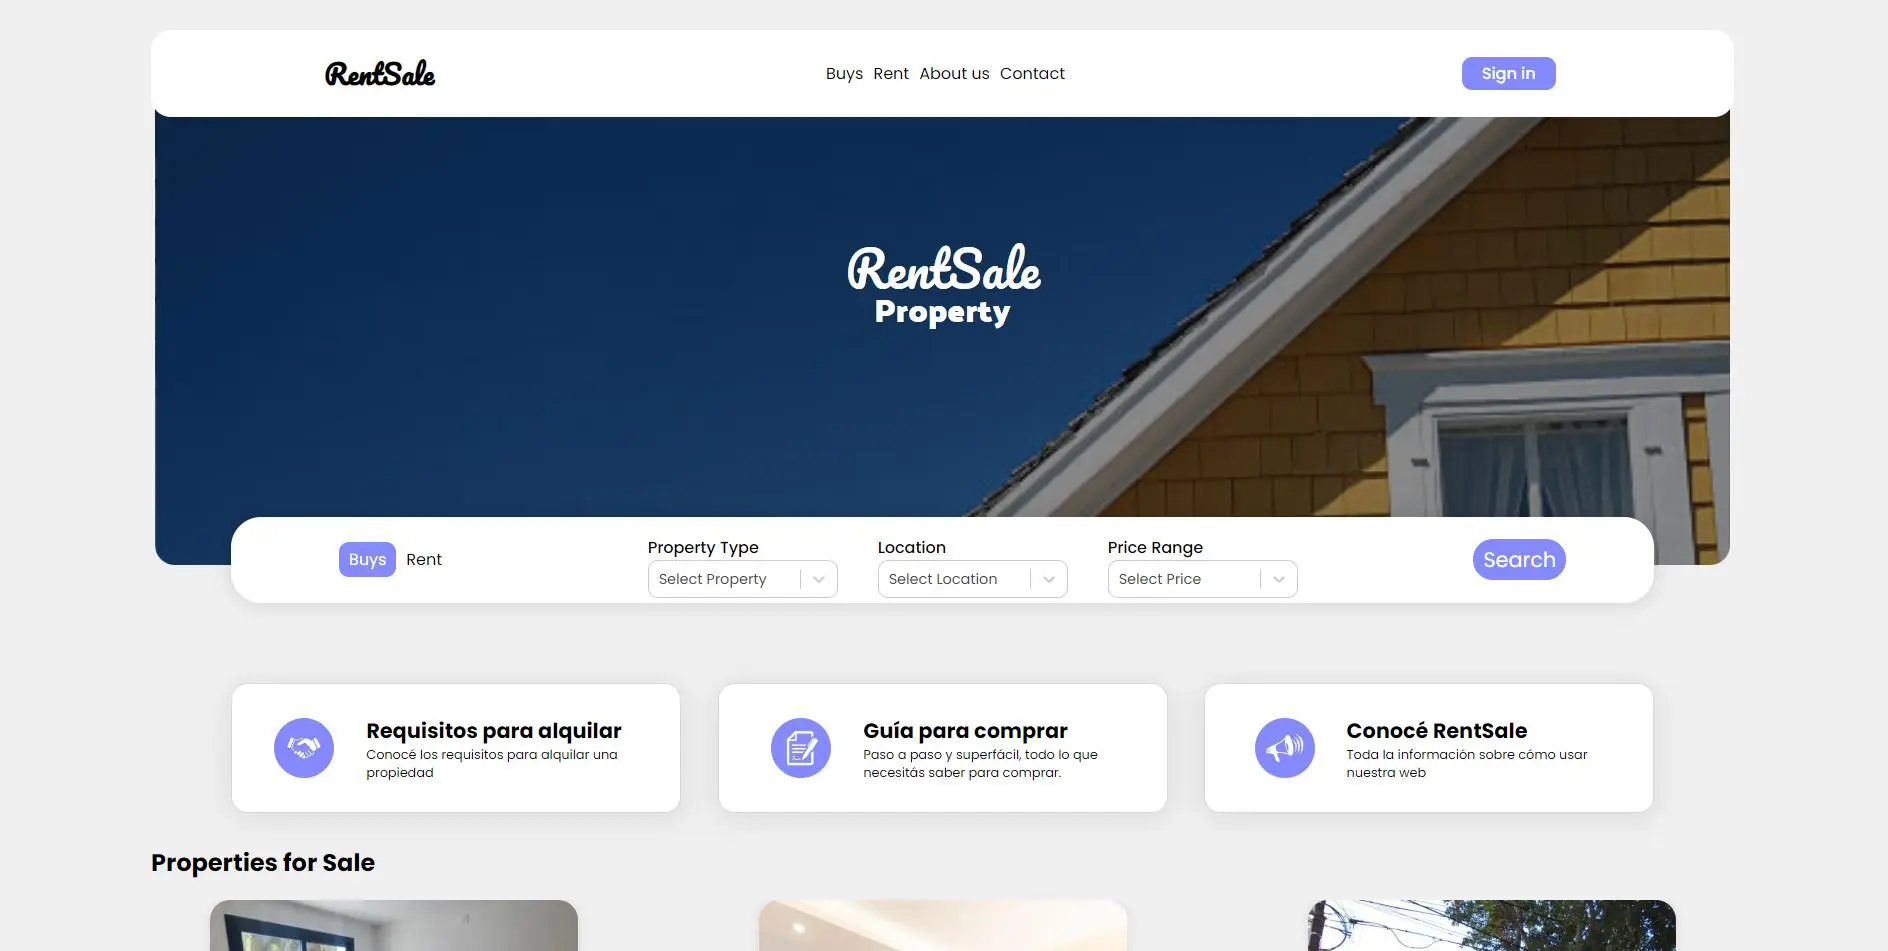 RentSale
Buys Rent About us Contact
Sign in
RentSale
Property
Buys Rent
Property Type
Select Property
Location
Select Location
Price Range
Select Price
Search
Requisitos para alquilar
Conocé los requisitos para alquilar una
propiedad
Guía para comprar
Paso a paso y superfácil, todo lo que
necesitás saber para comprar.
Conocé RentSale
Toda la información sobre cómo usar
nuestra web
Properties for Sale